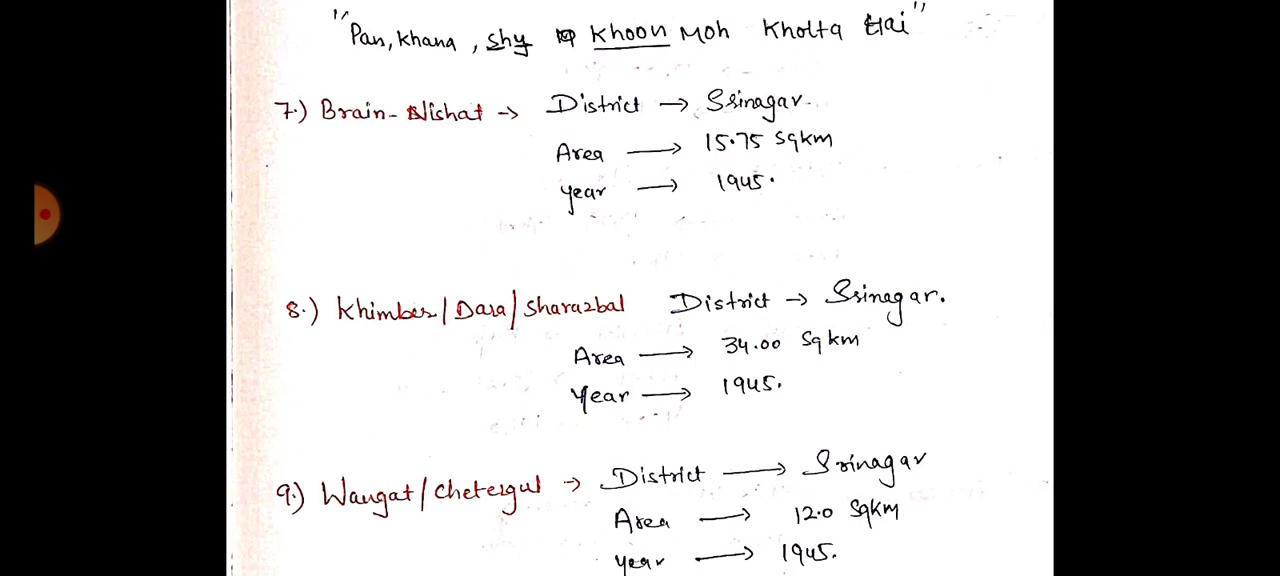 "Pan, Khana, shy khoon Moh Kholta Hai"
7.) Brain-Nishat → District → Srinagar.
Area → 15.75 Sqkm
Year → 1945.
8.) Khimber/Dara/Sharazbal District → Srinagar.
Area → 34.00 Sqkm
Year → 1945.
9.) Wangat/Chetergul → District → Srinagar
Area → 12.0 Sqkm
Year → 1945.